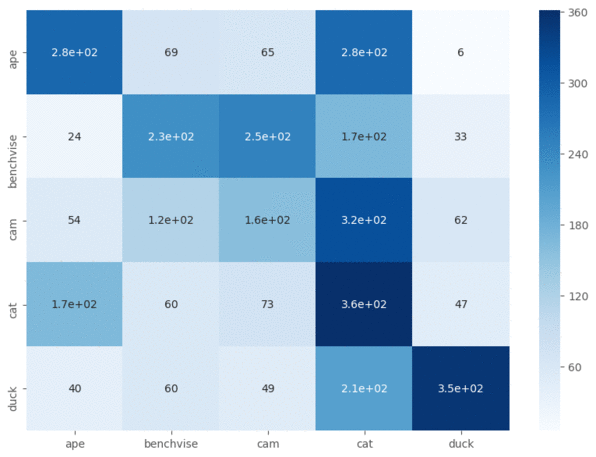 ape 2.8e+02 69 65 2.8e+02 6
benchvise 24 2.3e+02 2.5e+02 1.7e+02 33
cam 54 1.2e+02 1.6e+02 3.2e+02 62
cat 1.7e+02 60 73 3.6e+02 47
duck 40 60 49 2.1e+02 3.5e+02
ape benchvise cam cat duck
360
300
240
180
120
60